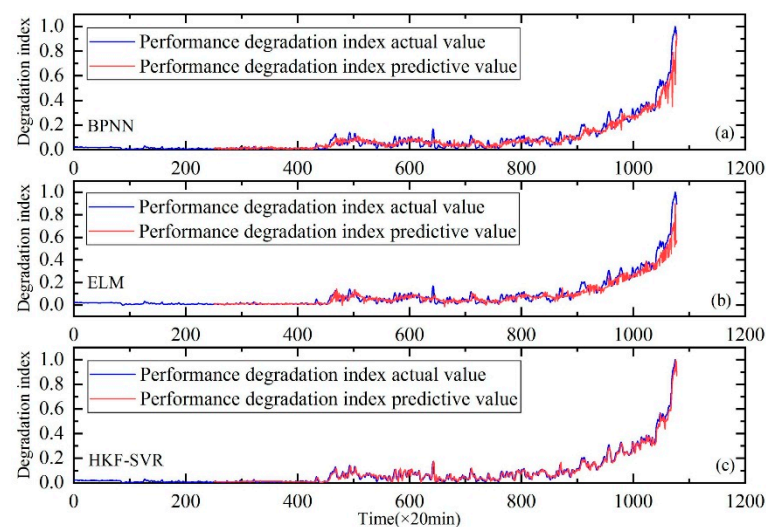 Degradation index
1.0
Performance degradation index actual value
0.8
Performance degradation index predictive value
0.6
0.4
0.2
BPNN
(a)
0.0
0 200 400 600 800 1000 1200
Degradation index
1.0
Performance degradation index actual value
0.8
Performance degradation index predictive value
0.6
0.4
0.2
ELM
(b)
0.0
0 200 400 600 800 1000 1200
Degradation index
1.0
Performance degradation index actual value
0.8
Performance degradation index predictive value
0.6
0.4
0.2
HKF-SVR
(c)
0.0
0 200 400 600 800 1000 1200
Time(×20min)